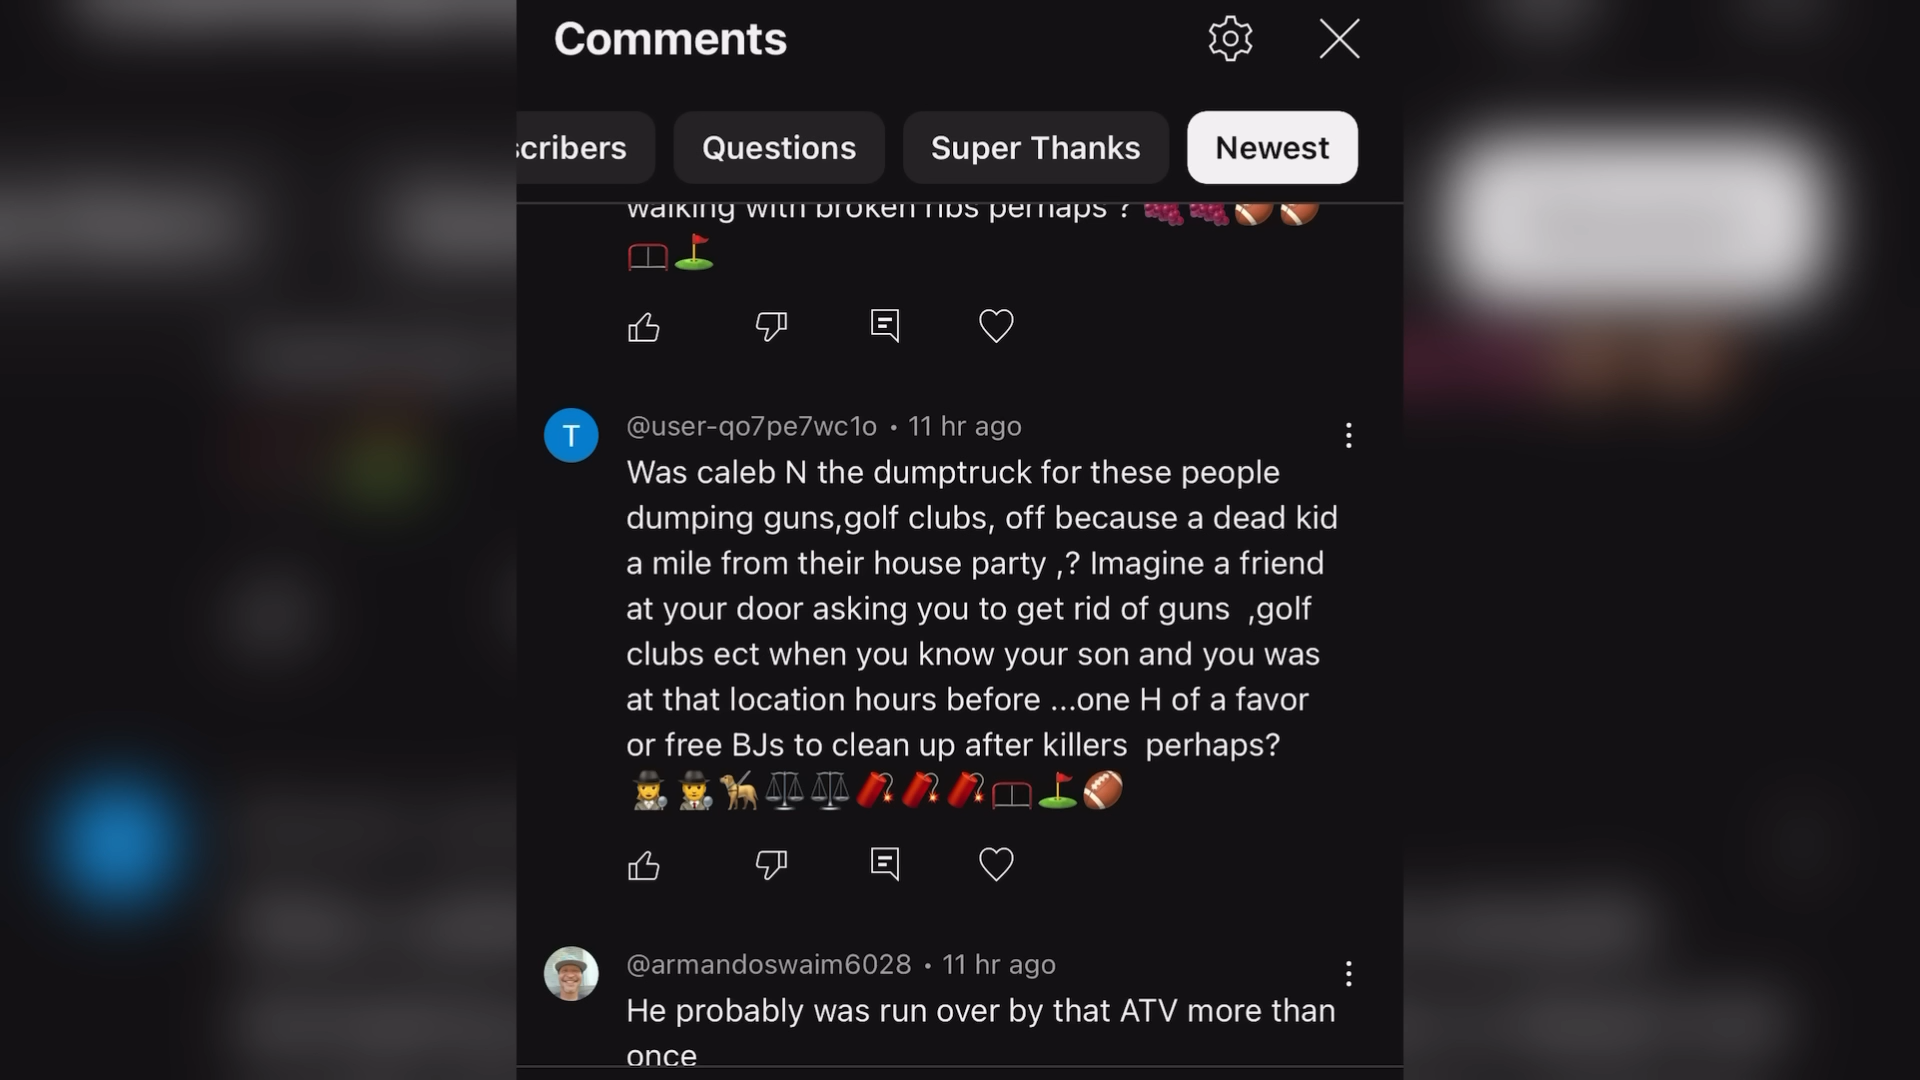 Comments
scribers
Questions
Super Thanks
Newest
walking with broken ribs perhaps ? 🍇🍇🏈🏈
🥅⛳
@user-qo7pe7wc1o • 11 hr ago
T
Was caleb N the dumptruck for these people
dumping guns,golf clubs, off because a dead kid
a mile from their house party ,? Imagine a friend
at your door asking you to get rid of guns ,golf
clubs ect when you know your son and you was
at that location hours before ...one H of a favor
or free BJs to clean up after killers perhaps?
🕵️‍♀️🕵️‍♂️🦮⚖️⚖️🧨🧨🧨🥅⛳🏈
@armandoswaim6028 • 11 hr ago
He probably was run over by that ATV more than
once